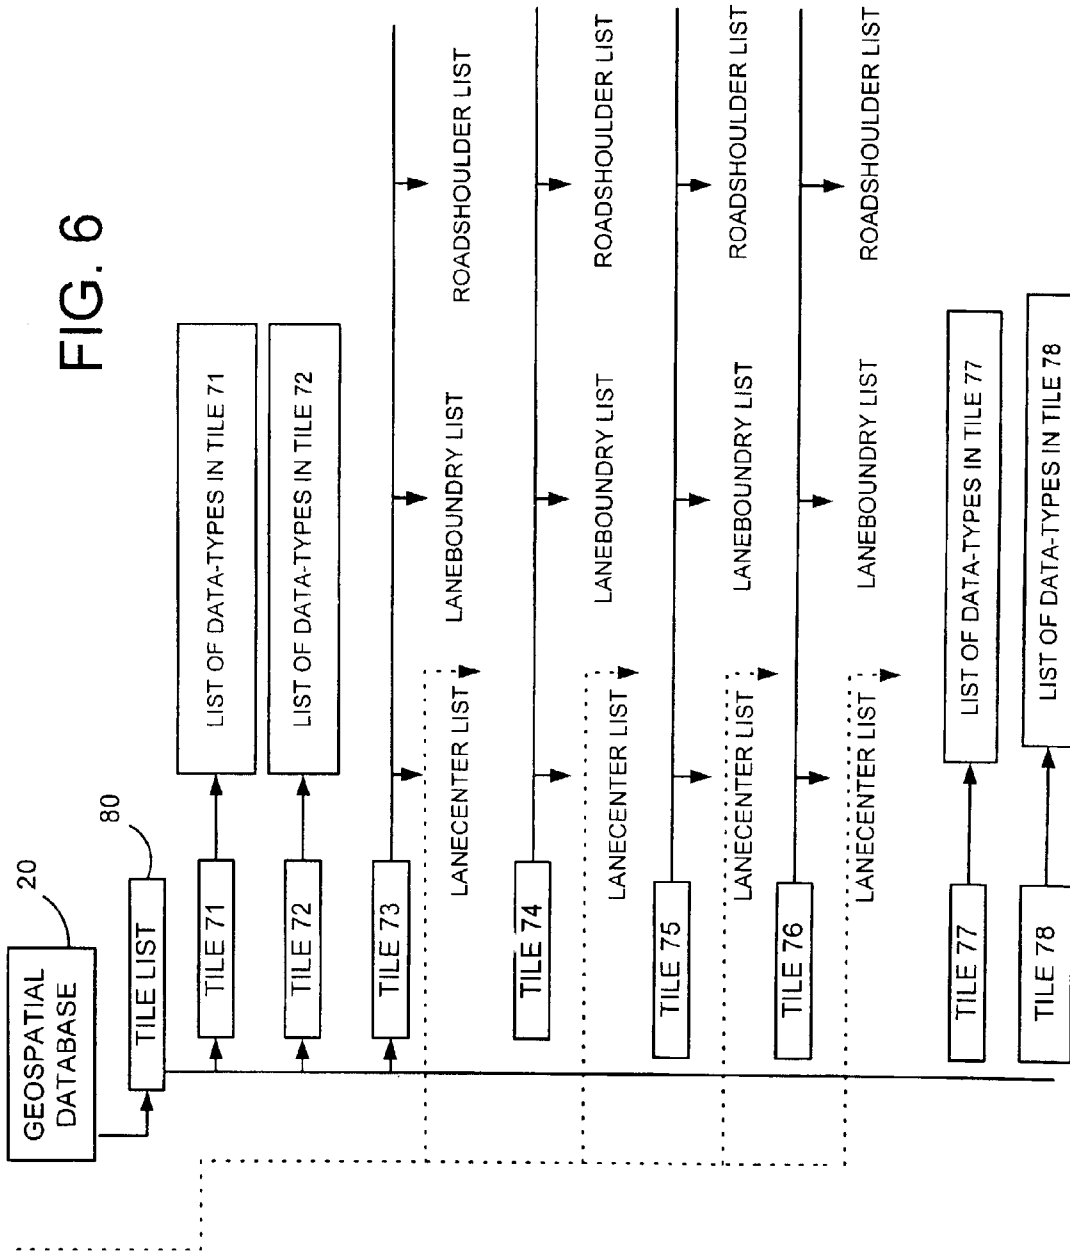 FIG. 6
GEOSPATIAL
DATABASE
20
TILE LIST
80
TILE 71
LIST OF DATA-TYPES IN TILE 71
TILE 72
LIST OF DATA-TYPES IN TILE 72
TILE 73
LANECENTER LIST
LANEBOUNDRY LIST
ROADSHOULDER LIST
TILE 74
LANECENTER LIST
LANEBOUNDRY LIST
ROADSHOULDER LIST
TILE 75
LANECENTER LIST
LANEBOUNDRY LIST
ROADSHOULDER LIST
TILE 76
LANECENTER LIST
LANEBOUNDRY LIST
ROADSHOULDER LIST
TILE 77
LIST OF DATA-TYPES IN TILE 77
TILE 78
LIST OF DATA-TYPES IN TILE 78